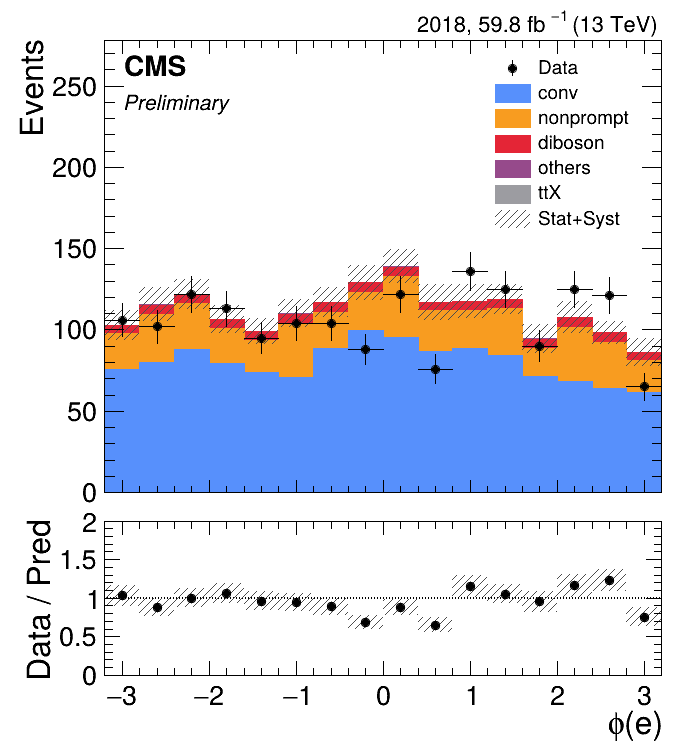 2018, 59.8 fb⁻¹ (13 TeV)
CMS
Preliminary
Events
250
200
150
100
50
0
Data
conv
nonprompt
diboson
others
ttX
Stat+Syst
Data / Pred
2
1.5
1
0.5
0
−3 −2 −1 0 1 2 3
ϕ(e)